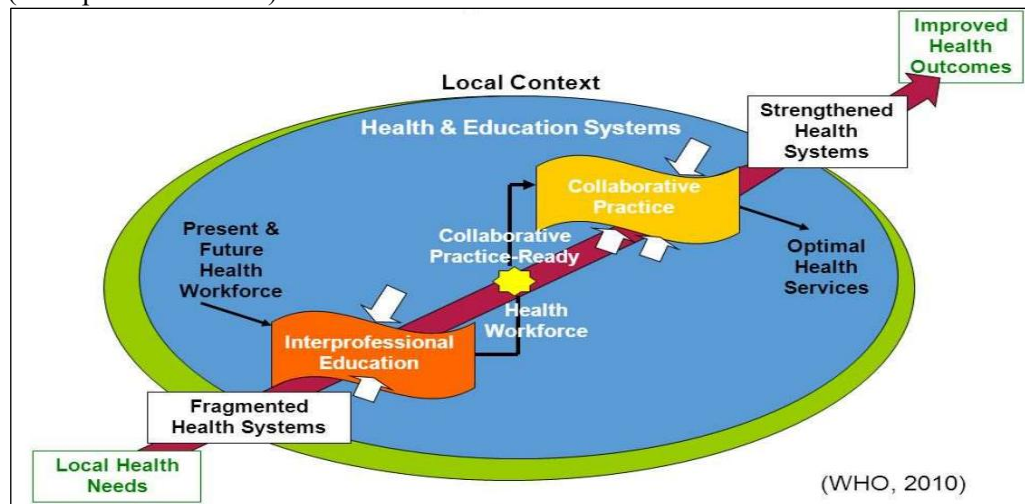 Improved
Health
Outcomes
Local Context
Strengthened
Health
Systems
Health & Education Systems
Collaborative
Practice
Present &
Future
Health
Workforce
Collaborative
Practice-Ready
Optimal
Health
Services
Health
Workforce
Interprofessional
Education
Fragmented
Health Systems
Local Health
Needs
(WHO, 2010)